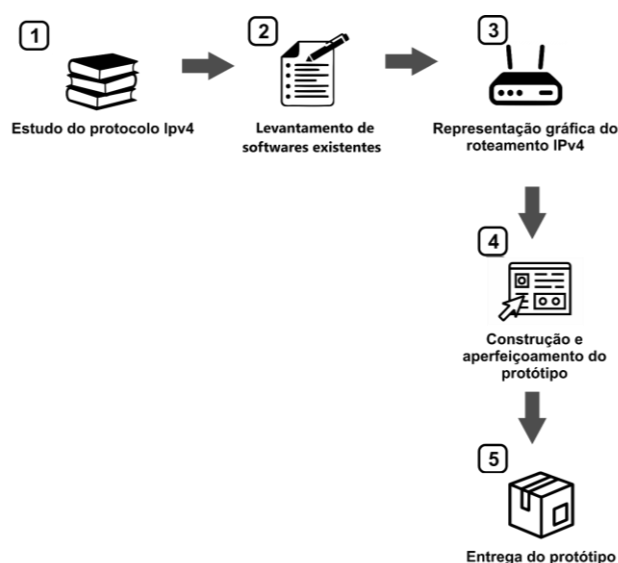 1
Estudo do protocolo Ipv4
2
Levantamento de
softwares existentes
3
Representação gráfica do
roteamento IPv4
4
Construção e
aperfeiçoamento do
protótipo
5
Entrega do protótipo